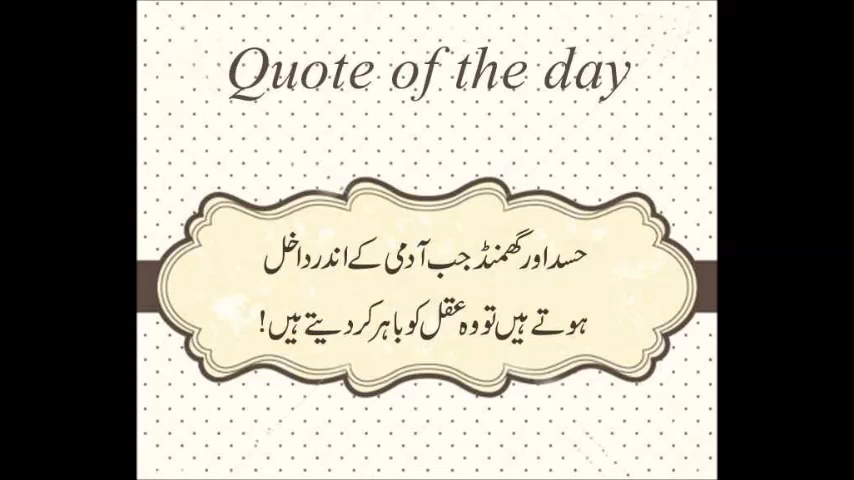 Quote of the day
حسد اور گھمنڈ جب آدمی کے اندر داخل
ہوتے ہیں تو وہ عقل کو باہر کر دیتے ہیں!